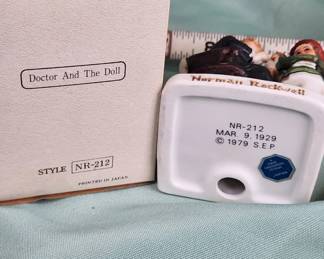 Doctor And The Doll
STYLE NR-212
PRINTED IN JAPAN
Norman Rockwell
NR-212
MAR. 9, 1929
© 1979 S.E.P.